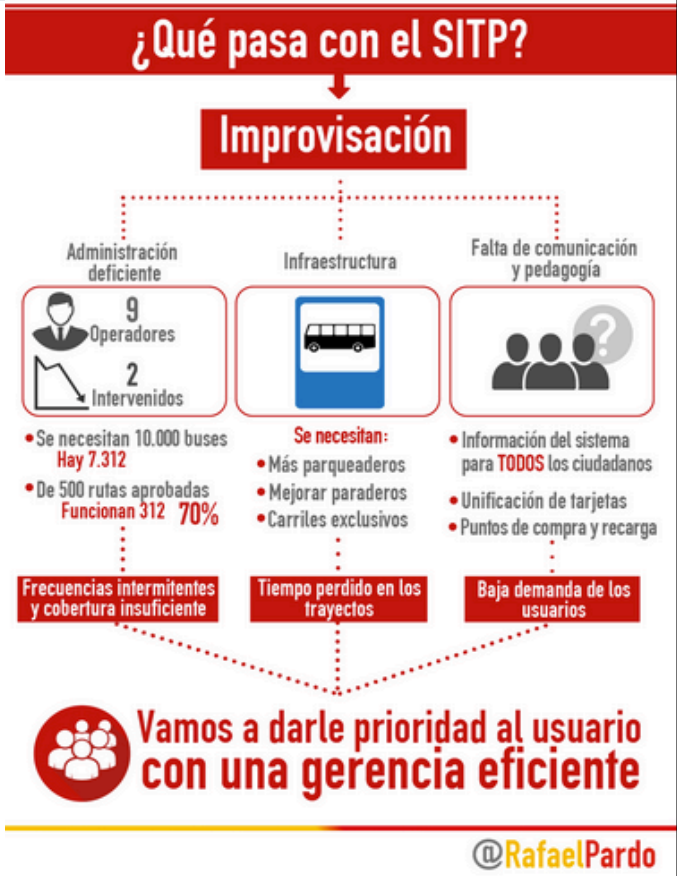 ¿Qué pasa con el SITP?
Improvisación
Administración
deficiente
9
Operadores
2
Intervenidos
• Se necesitan 10.000 buses
Hay 7.312
• De 500 rutas aprobadas
Funcionan 312 70%
Frecuencias intermitentes
y cobertura insuficiente
Infraestructura
Se necesitan:
• Más parqueaderos
• Mejorar paraderos
• Carriles exclusivos
Tiempo perdido en los
trayectos
Falta de comunicación
y pedagogía
?
• Información del sistema
para TODOS los ciudadanos
• Unificación de tarjetas
• Puntos de compra y recarga
Baja demanda de los
usuarios
Vamos a darle prioridad al usuario
con una gerencia eficiente
@RafaelPardo